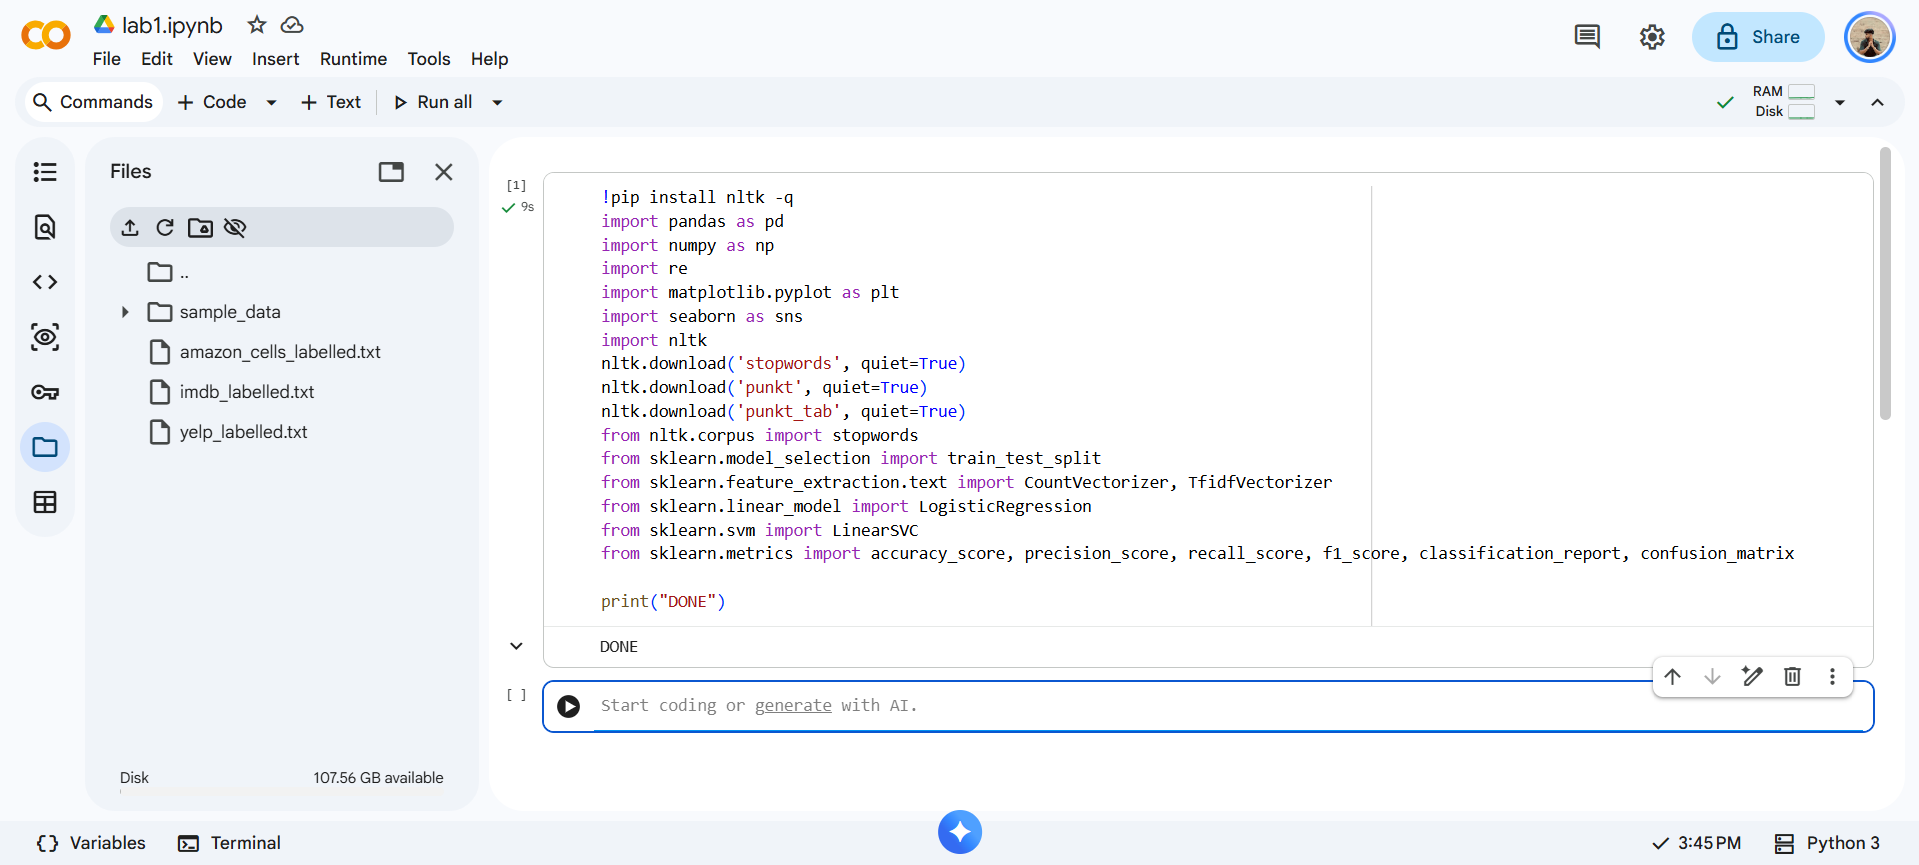 lab1.ipynb
File Edit View Insert Runtime Tools Help
Share
Commands + Code + Text Run all
RAM
Disk
Files
..
sample_data
amazon_cells_labelled.txt
imdb_labelled.txt
yelp_labelled.txt
Disk 107.56 GB available
[1]
9s
!pip install nltk -q
import pandas as pd
import numpy as np
import re
import matplotlib.pyplot as plt
import seaborn as sns
import nltk
nltk.download('stopwords', quiet=True)
nltk.download('punkt', quiet=True)
nltk.download('punkt_tab', quiet=True)
from nltk.corpus import stopwords
from sklearn.model_selection import train_test_split
from sklearn.feature_extraction.text import CountVectorizer, TfidfVectorizer
from sklearn.linear_model import LogisticRegression
from sklearn.svm import LinearSVC
from sklearn.metrics import accuracy_score, precision_score, recall_score, f1_score, classification_report, confusion_matrix
print("DONE")
DONE
[ ]
Start coding or generate with AI.
{} Variables Terminal
3:45 PM Python 3